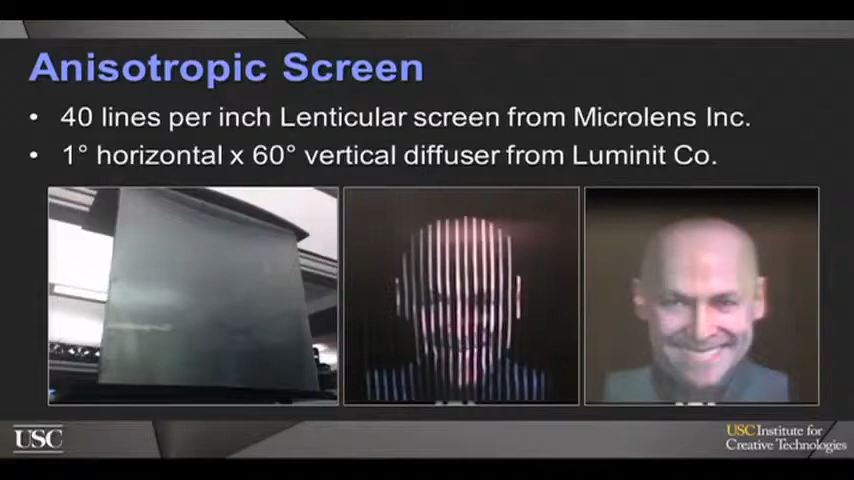 Anisotropic Screen
• 40 lines per inch Lenticular screen from Microlens Inc.
• 1° horizontal x 60° vertical diffuser from Luminit Co.
USC
USC Institute for
Creative Technologies